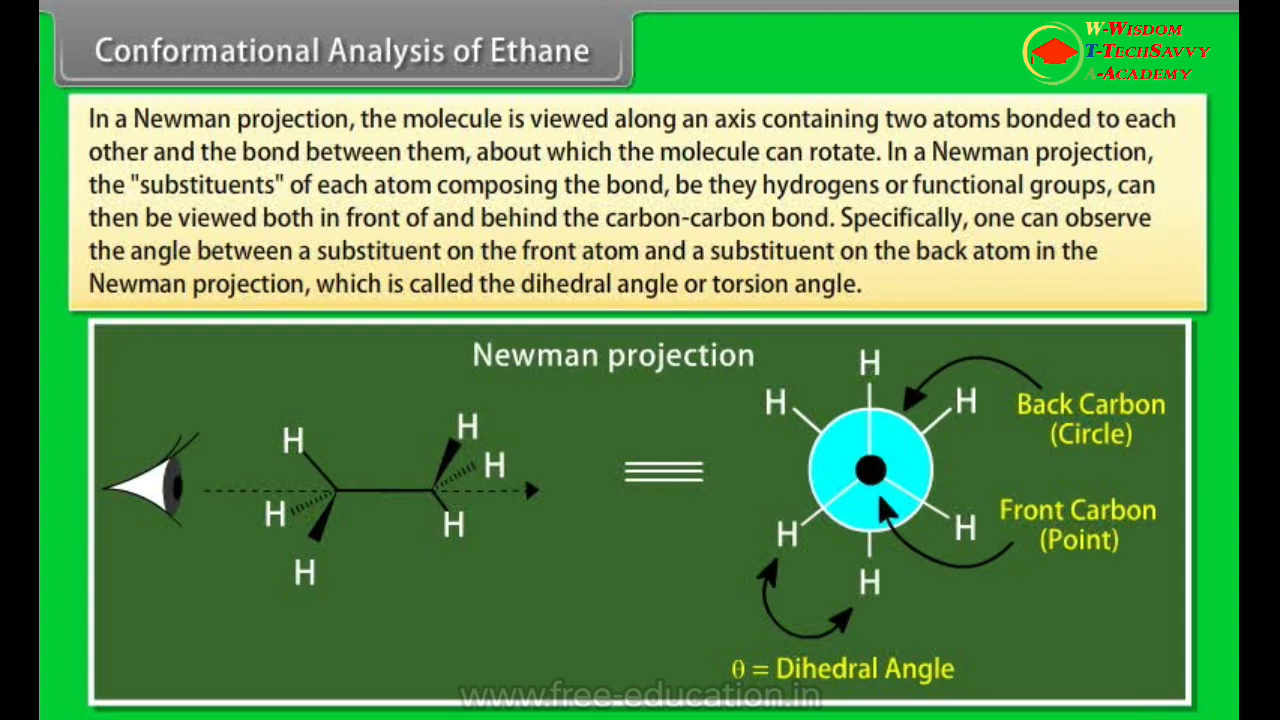 Conformational Analysis of Ethane
W-Wisdom
T-TechSavvy
A-Academy
In a Newman projection, the molecule is viewed along an axis containing two atoms bonded to each
other and the bond between them, about which the molecule can rotate. In a Newman projection,
the "substituents" of each atom composing the bond, be they hydrogens or functional groups, can
then be viewed both in front of and behind the carbon-carbon bond. Specifically, one can observe
the angle between a substituent on the front atom and a substituent on the back atom in the
Newman projection, which is called the dihedral angle or torsion angle.
Newman projection
H
H
H
H
H
H
H
H
H
H
H
H
Back Carbon
(Circle)
Front Carbon
(Point)
θ = Dihedral Angle
www.free-education.in